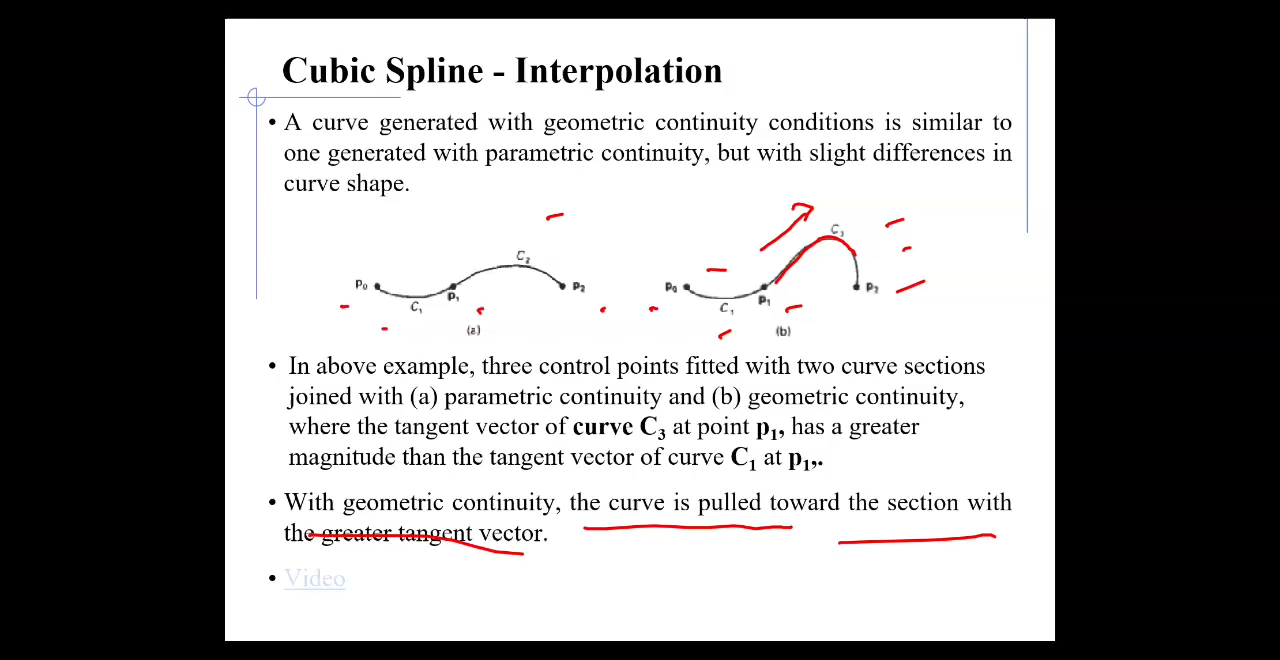 Cubic Spline - Interpolation
• A curve generated with geometric continuity conditions is similar to
one generated with parametric continuity, but with slight differences in
curve shape.
P₀ C₁ P₁ C₂ P₂
(a)
P₀ C₁ P₁ C₃ P₂
(b)
• In above example, three control points fitted with two curve sections
joined with (a) parametric continuity and (b) geometric continuity,
where the tangent vector of curve C₃ at point p₁, has a greater
magnitude than the tangent vector of curve C₁ at p₁,.
• With geometric continuity, the curve is pulled toward the section with
the greater tangent vector.
• Video